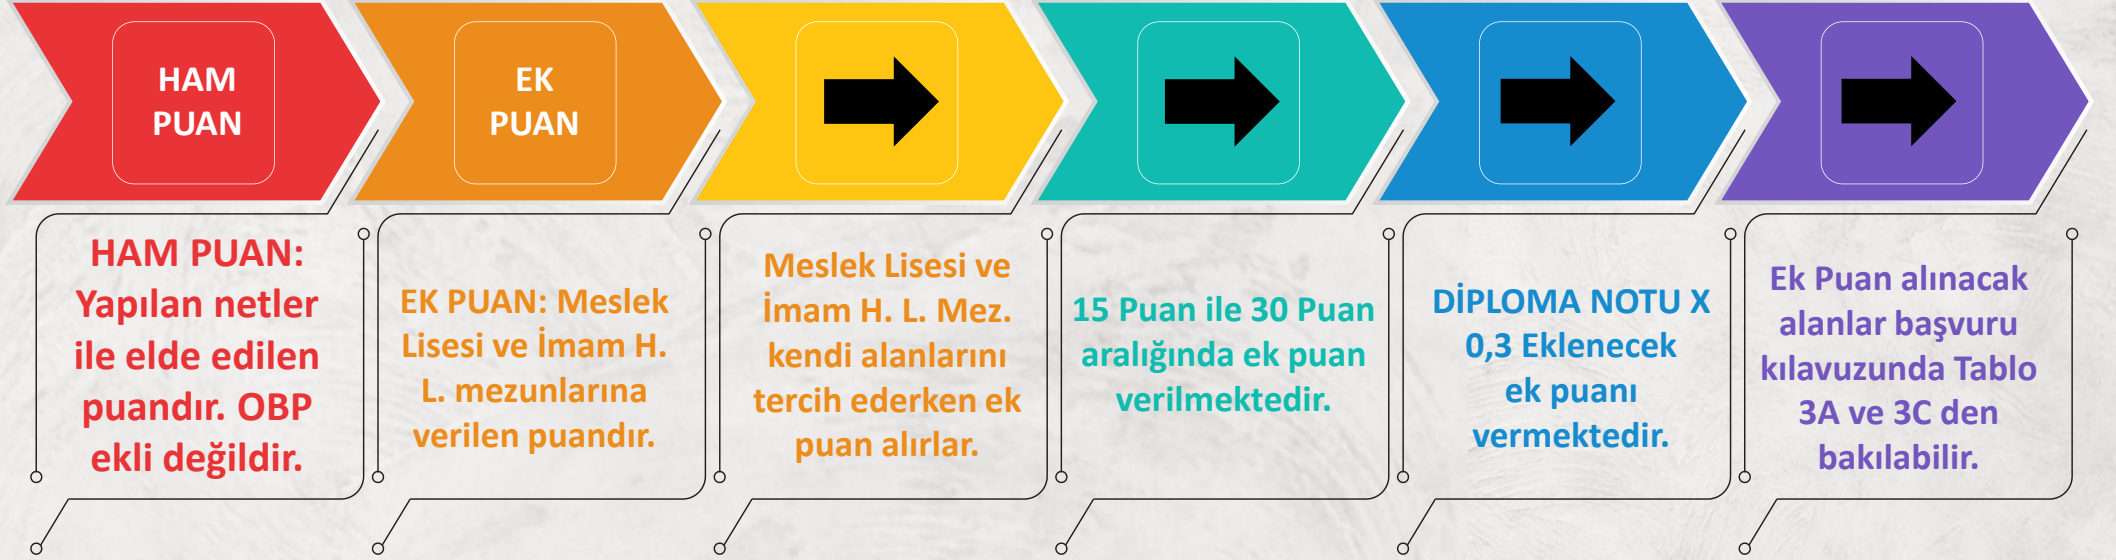 HAM
PUAN
EK
PUAN
HAM PUAN:
Yapılan netler
ile elde edilen
puandır. OBP
ekli değildir.
EK PUAN: Meslek
Lisesi ve İmam H.
L. mezunlarına
verilen puandır.
Meslek Lisesi ve
İmam H. L. Mez.
kendi alanlarını
tercih ederken ek
puan alırlar.
15 Puan ile 30 Puan
aralığında ek puan
verilmektedir.
DİPLOMA NOTU X
0,3 Eklenecek
ek puanı
vermektedir.
Ek Puan alınacak
alanlar başvuru
kılavuzunda Tablo
3A ve 3C den
bakılabilir.